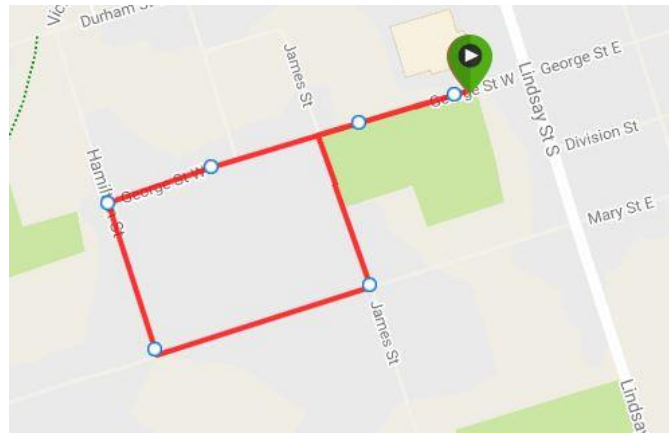 Durham St
James St
George St W
George St E
Lindsay St S
Division St
Hamilton St
George St W
Mary St E
James St
Lindsay